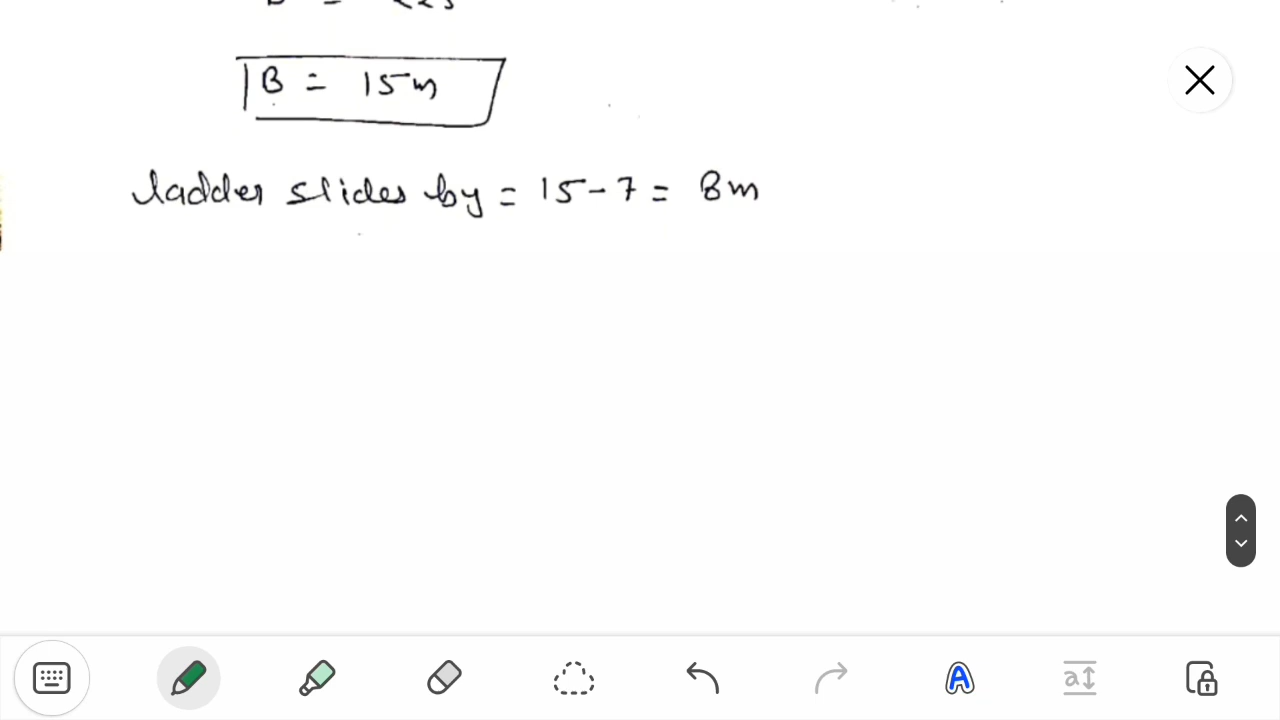 B = 15m
ladder slides by = 15 - 7 = 8m
A
a